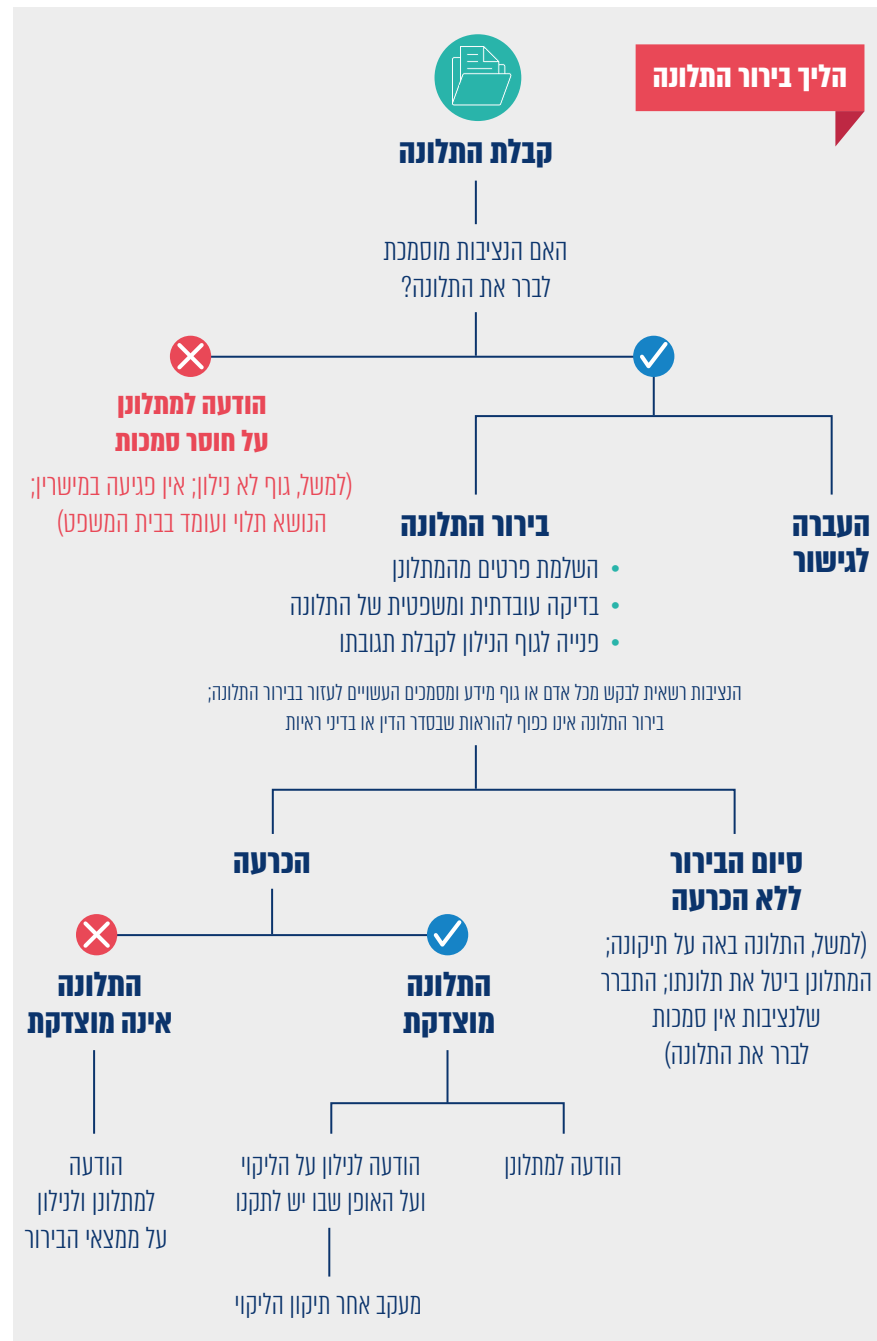 הליך בירור התלונה
קבלת התלונה
האם הנציבות מוסמכת
לברר את התלונה?
הודעה למתלונן
על חוסר סמכות
(למשל, גוף לא נילון; אין פגיעה במישרין;
הנושא תלוי ועומד בבית המשפט)
העברה
לגישור
בירור התלונה
• השלמת פרטים מהמתלונן
• בדיקה עובדתית ומשפטית של התלונה
• פנייה לגוף הנילון לקבלת תגובתו
הנציבות רשאית לבקש מכל אדם או גוף מידע ומסמכים העשויים לעזור בבירור התלונה;
בירור התלונה אינו כפוף להוראות שבסדר הדין או בדיני ראיות
סיום הבירור
ללא הכרעה
(למשל, התלונה באה על תיקונה;
המתלונן ביטל את תלונתו; התברר
שלנציבות אין סמכות
לברר את התלונה)
הכרעה
התלונה
מוצדקת
התלונה
אינה מוצדקת
הודעה למתלונן
הודעה לנילון על הליקוי
ועל האופן שבו יש לתקנו
מעקב אחר תיקון הליקוי
הודעה
למתלונן ולנילון
על ממצאי הבירור